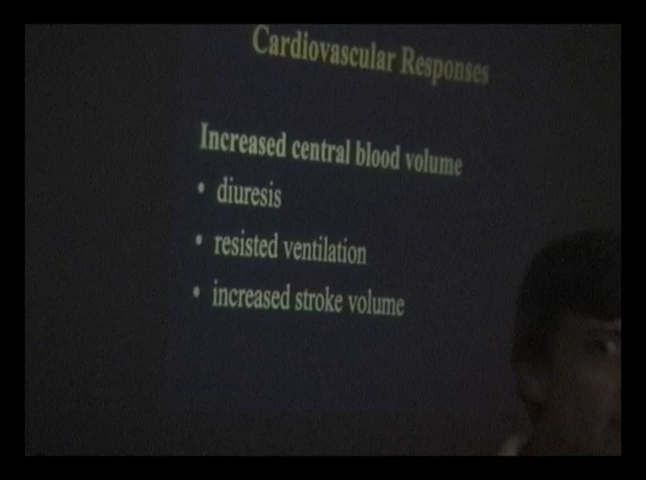 Cardiovascular Responses
Increased central blood volume
• diuresis
• resisted ventilation
• increased stroke volume